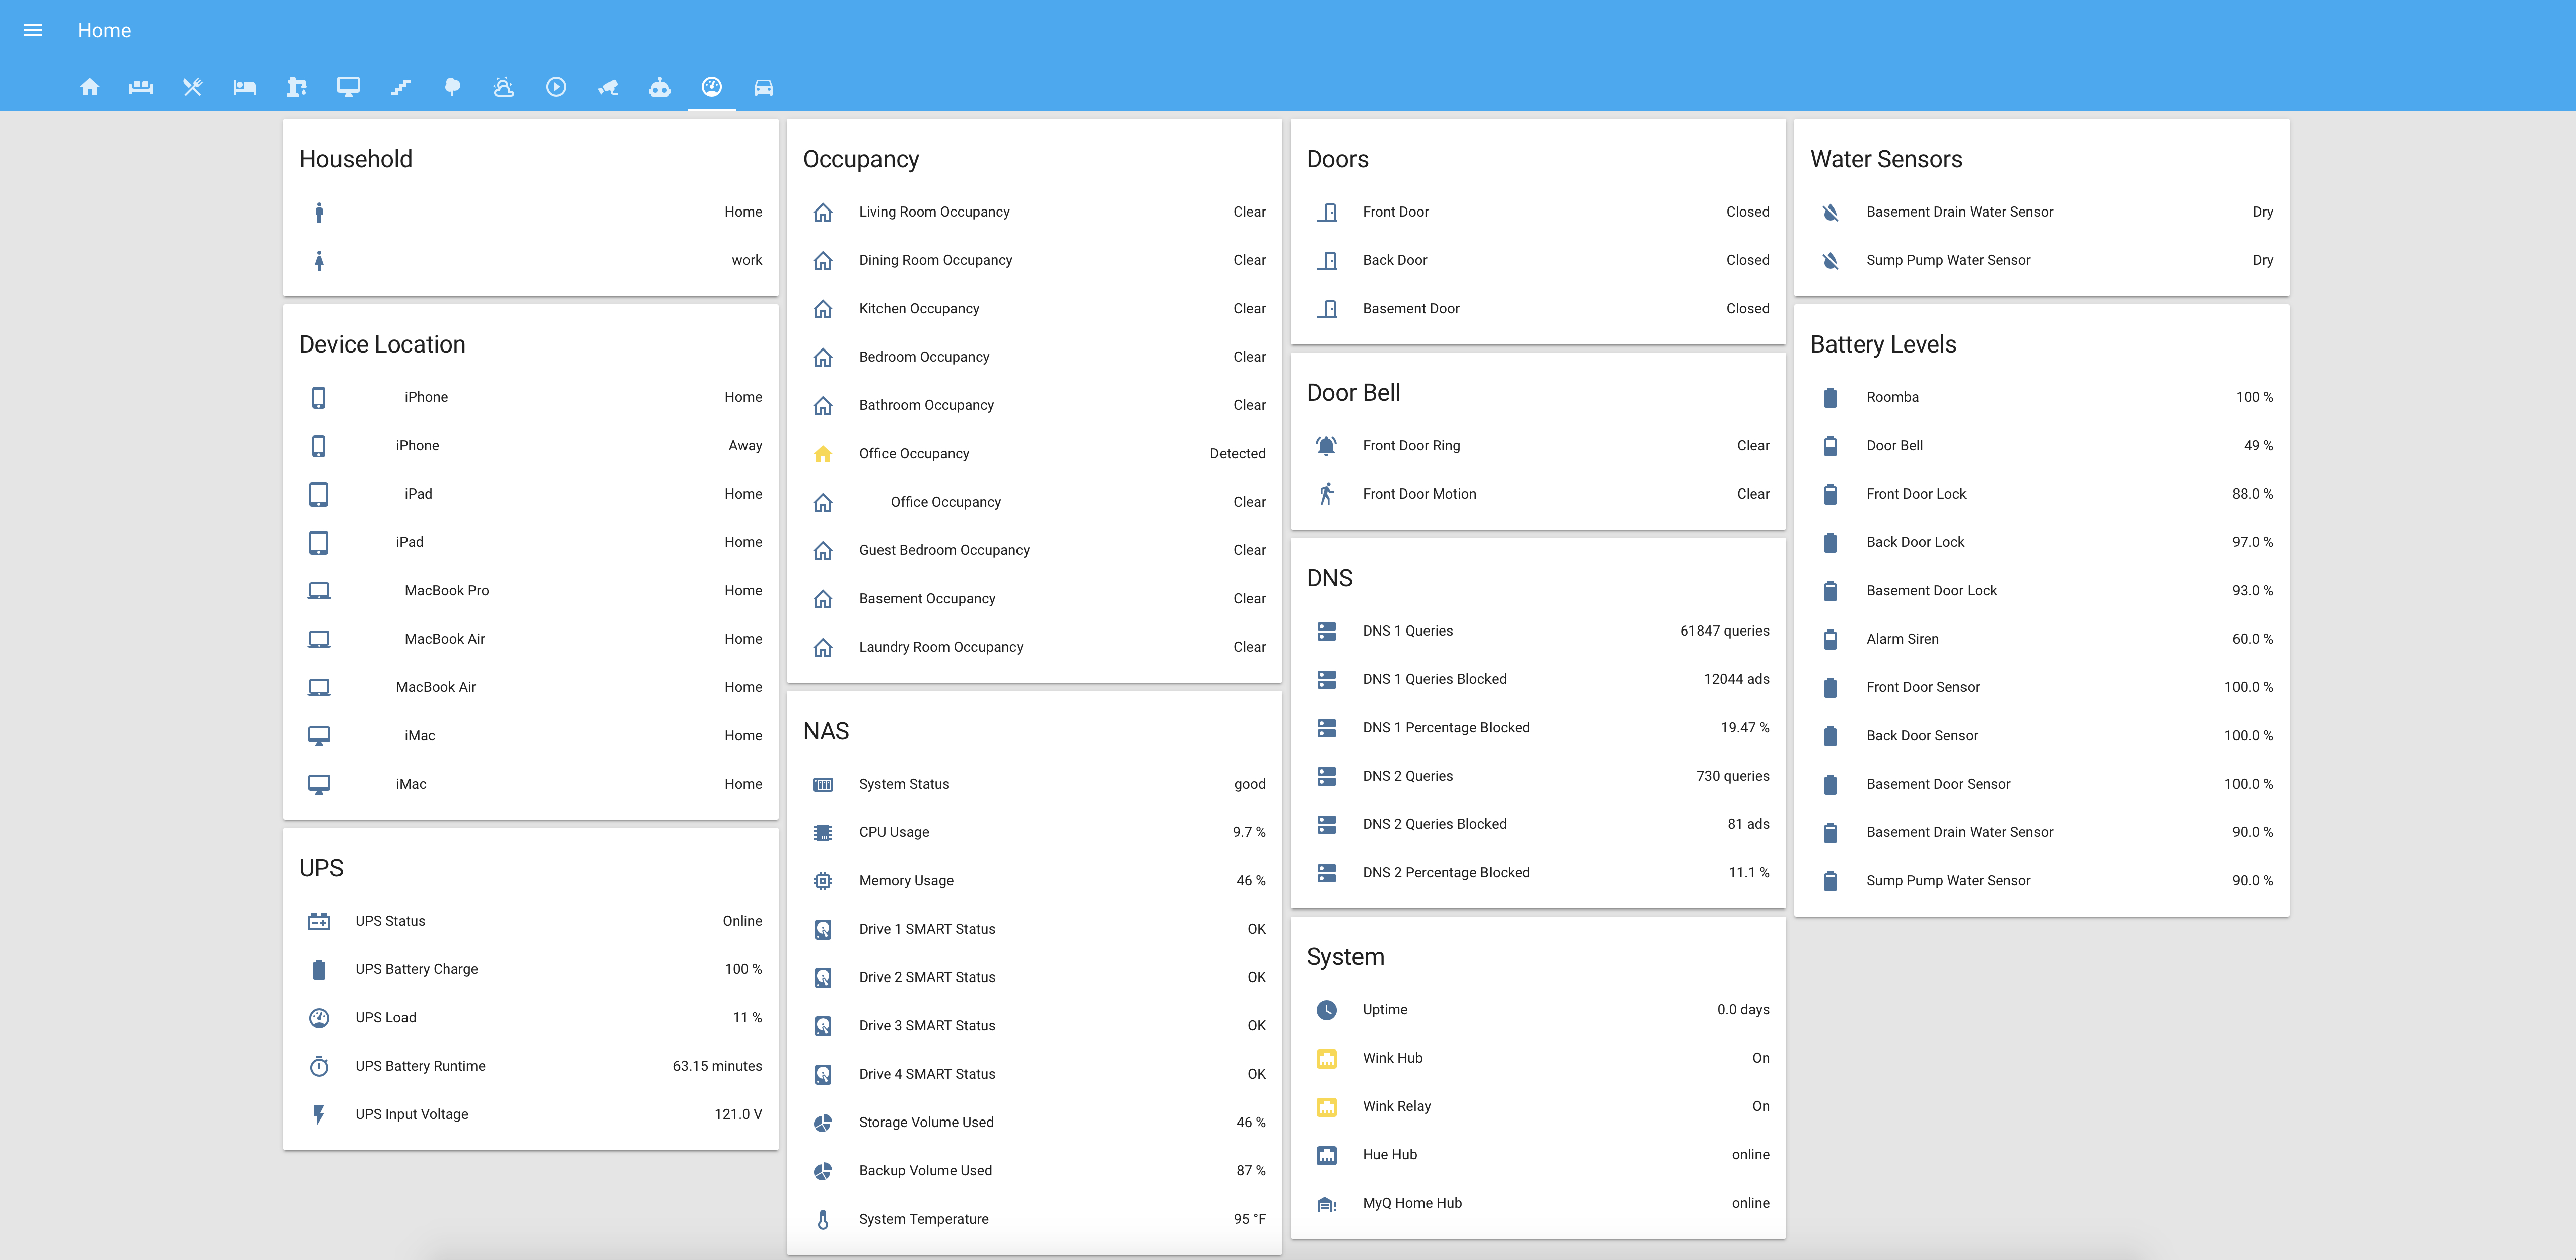 Home
Household
Home
work
Device Location
iPhone Home
iPhone Away
iPad Home
iPad Home
MacBook Pro Home
MacBook Air Home
MacBook Air Home
iMac Home
iMac Home
UPS
UPS Status Online
UPS Battery Charge 100 %
UPS Load 11 %
UPS Battery Runtime 63.15 minutes
UPS Input Voltage 121.0 V
Occupancy
Living Room Occupancy Clear
Dining Room Occupancy Clear
Kitchen Occupancy Clear
Bedroom Occupancy Clear
Bathroom Occupancy Clear
Office Occupancy Detected
Office Occupancy Clear
Guest Bedroom Occupancy Clear
Basement Occupancy Clear
Laundry Room Occupancy Clear
NAS
System Status good
CPU Usage 9.7 %
Memory Usage 46 %
Drive 1 SMART Status OK
Drive 2 SMART Status OK
Drive 3 SMART Status OK
Drive 4 SMART Status OK
Storage Volume Used 46 %
Backup Volume Used 87 %
System Temperature 95 °F
Doors
Front Door Closed
Back Door Closed
Basement Door Closed
Door Bell
Front Door Ring Clear
Front Door Motion Clear
DNS
DNS 1 Queries 61847 queries
DNS 1 Queries Blocked 12044 ads
DNS 1 Percentage Blocked 19.47 %
DNS 2 Queries 730 queries
DNS 2 Queries Blocked 81 ads
DNS 2 Percentage Blocked 11.1 %
System
Uptime 0.0 days
Wink Hub On
Wink Relay On
Hue Hub online
MyQ Home Hub online
Water Sensors
Basement Drain Water Sensor Dry
Sump Pump Water Sensor Dry
Battery Levels
Roomba 100 %
Door Bell 49 %
Front Door Lock 88.0 %
Back Door Lock 97.0 %
Basement Door Lock 93.0 %
Alarm Siren 60.0 %
Front Door Sensor 100.0 %
Back Door Sensor 100.0 %
Basement Door Sensor 100.0 %
Basement Drain Water Sensor 90.0 %
Sump Pump Water Sensor 90.0 %